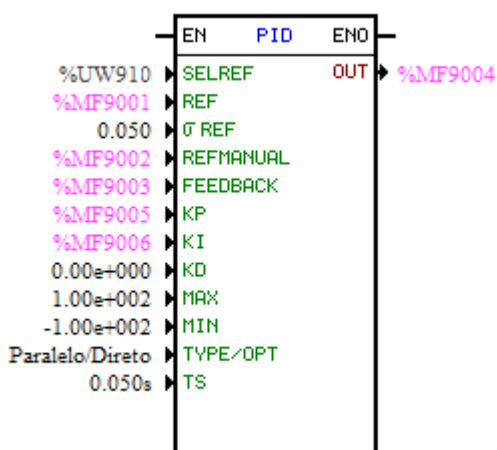 EN PID ENO
%UW910 SELREF OUT %MF9004
%MF9001 REF
0.050 σ REF
%MF9002 REFMANUAL
%MF9003 FEEDBACK
%MF9005 KP
%MF9006 KI
0.00e+000 KD
1.00e+002 MAX
-1.00e+002 MIN
Paralelo/Direto TYPE/OPT
0.050s TS